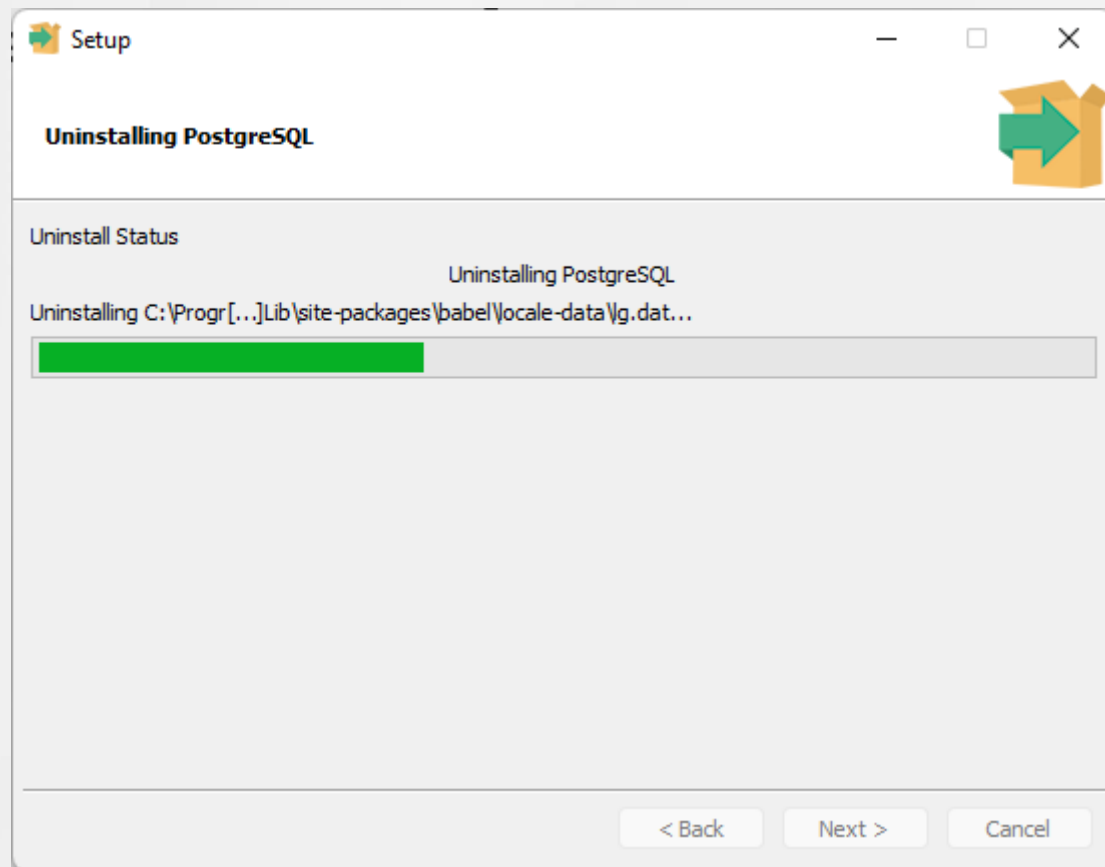 Setup
Uninstalling PostgreSQL
Uninstall Status
Uninstalling PostgreSQL
Uninstalling C:\Progr[...]Lib\site-packages\babel\locale-data\lg.dat...
< Back
Next >
Cancel